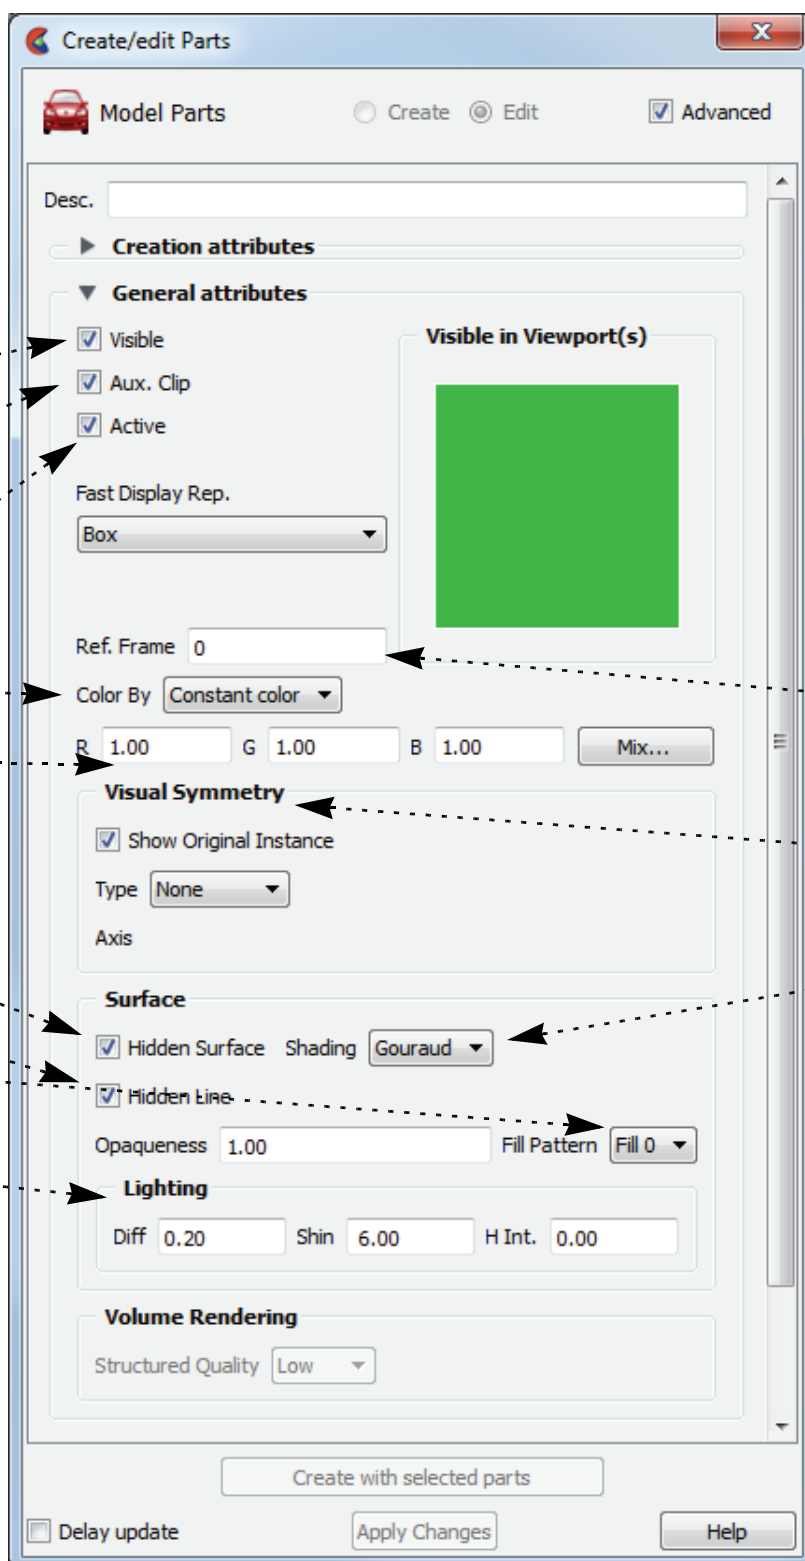 Create/edit Parts
Model Parts Create Edit Advanced
Desc.
Creation attributes
General attributes
Visible Visible in Viewport(s)
Aux. Clip
Active
Fast Display Rep.
Box
Ref. Frame 0
Color By Constant color
R 1.00 G 1.00 B 1.00 Mix...
Visual Symmetry
Show Original Instance
Type None
Axis
Surface
Hidden Surface Shading Gouraud
Hidden Line
Opaqueness 1.00 Fill Pattern Fill 0
Lighting
Diff 0.20 Shin 6.00 H Int. 0.00
Volume Rendering
Structured Quality Low
Create with selected parts
Delay update Apply Changes Help